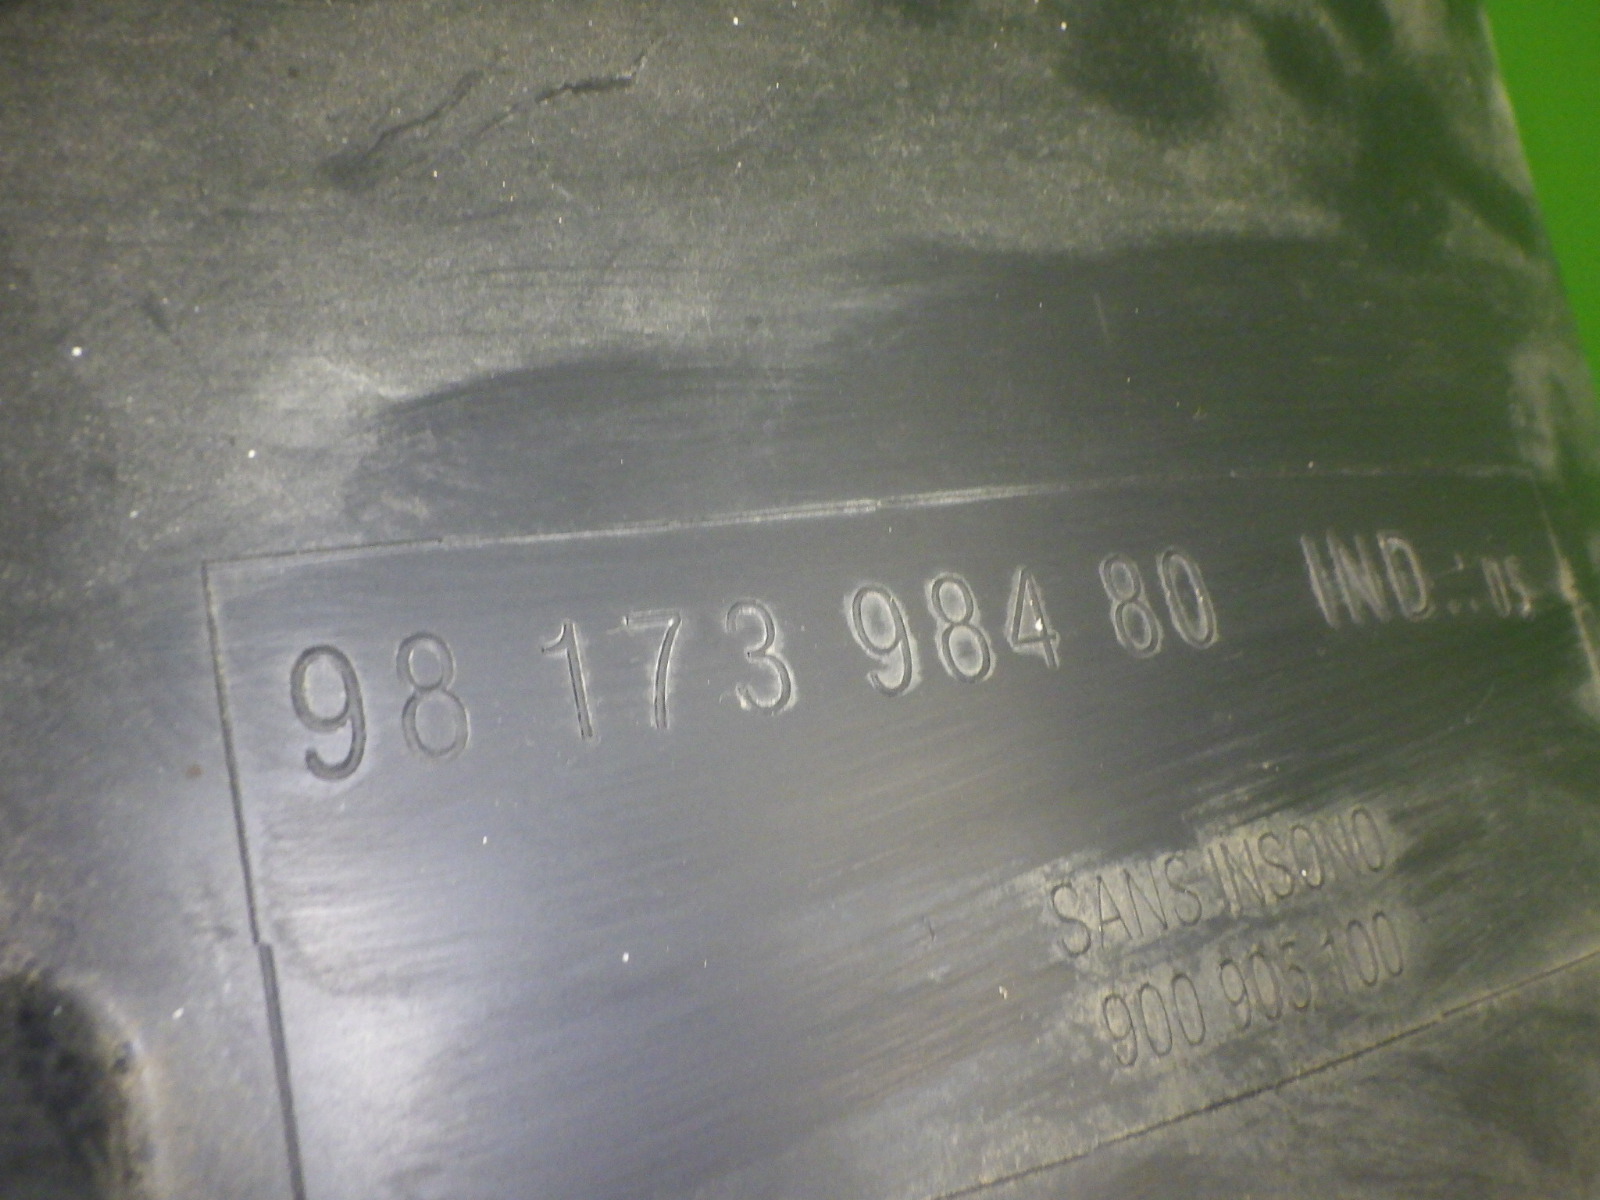 98 173 984 80 IND..05
SANS INSONO
900 905 100